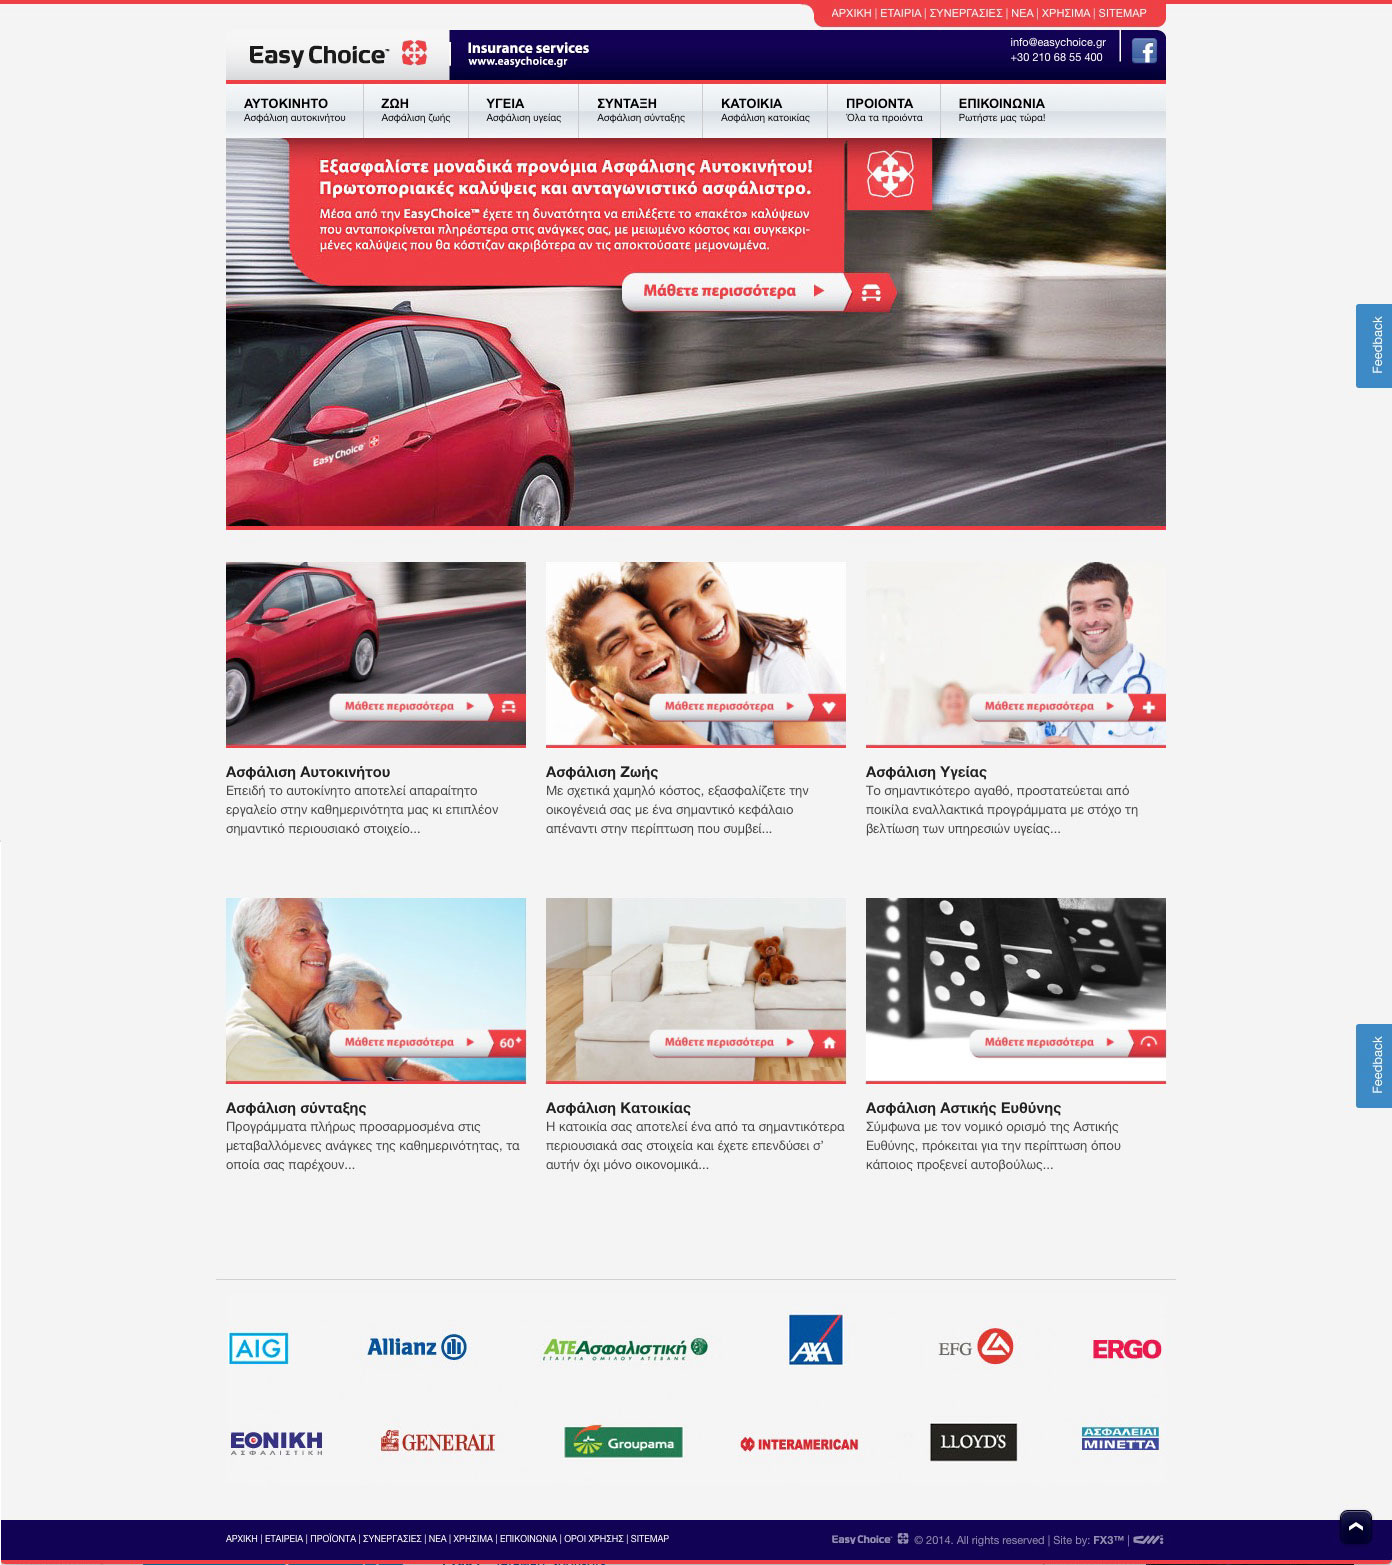 ΑΡΧΙΚΗ | ΕΤΑΙΡΙΑ | ΣΥΝΕΡΓΑΣΙΕΣ | ΝΕΑ | ΧΡΗΣΙΜΑ | SITEMAP
Easy Choice™
Insurance services
www.easychoice.gr
info@easychoice.gr
+30 210 68 55 400
ΑΥΤΟΚΙΝΗΤΟ
Ασφάλιση αυτοκινήτου
ΖΩΗ
Ασφάλιση ζωής
ΥΓΕΙΑ
Ασφάλιση υγείας
ΣΥΝΤΑΞΗ
Ασφάλιση σύνταξης
ΚΑΤΟΙΚΙΑ
Ασφάλιση κατοικίας
ΠΡΟΙΟΝΤΑ
Όλα τα προιόντα
ΕΠΙΚΟΙΝΩΝΙΑ
Ρωτήστε μας τώρα!
Εξασφαλίστε μοναδικά προνόμια Ασφάλισης Αυτοκινήτου!
Πρωτοποριακές καλύψεις και ανταγωνιστικό ασφάλιστρο.
Μέσα από την EasyChoice™ έχετε τη δυνατότητα να επιλέξετε το «πακέτο» καλύψεων
που ανταποκρίνεται πληρέστερα στις ανάγκες σας, με μειωμένο κόστος και συγκεκρι-
μένες καλύψεις που θα κόστιζαν ακριβότερα αν τις αποκτούσατε μεμονωμένα.
Μάθετε περισσότερα
Easy Choice
Feedback
Μάθετε περισσότερα
Μάθετε περισσότερα
Μάθετε περισσότερα
Ασφάλιση Αυτοκινήτου
Επειδή το αυτοκίνητο αποτελεί απαραίτητο
εργαλείο στην καθημερινότητα μας κι επιπλέον
σημαντικό περιουσιακό στοιχείο...
Ασφάλιση Ζωής
Με σχετικά χαμηλό κόστος, εξασφαλίζετε την
οικογένειά σας με ένα σημαντικό κεφάλαιο
απέναντι στην περίπτωση που συμβεί...
Ασφάλιση Υγείας
Το σημαντικότερο αγαθό, προστατεύεται από
ποικίλα εναλλακτικά προγράμματα με στόχο τη
βελτίωση των υπηρεσιών υγείας...
Μάθετε περισσότερα
60+
Μάθετε περισσότερα
Μάθετε περισσότερα
Feedback
Ασφάλιση σύνταξης
Προγράμματα πλήρως προσαρμοσμένα στις
μεταβαλλόμενες ανάγκες της καθημερινότητας, τα
οποία σας παρέχουν...
Ασφάλιση Κατοικίας
Η κατοικία σας αποτελεί ένα από τα σημαντικότερα
περιουσιακά σας στοιχεία και έχετε επενδύσει σ’
αυτήν όχι μόνο οικονομικά...
Ασφάλιση Αστικής Ευθύνης
Σύμφωνα με τον νομικό ορισμό της Αστικής
Ευθύνης, πρόκειται για την περίπτωση όπου
κάποιος προξενεί αυτοβούλως...
AIG
Allianz
ΑΤΕΑσφαλιστική
ΕΤΑΙΡΙΑ ΟΜΙΛΟΥ ΑΤΕΒΑΝΚ
AXA
EFG
ERGO
ΕΘΝΙΚΗ
ΑΣΦΑΛΙΣΤΙΚΗ
GENERALI
Groupama
INTERAMERICAN
LLOYD'S
ΑΣΦΑΛΕΙΑΙ
ΜΙΝΕΤΤΑ
ΑΡΧΙΚΗ | ΕΤΑΙΡΕΙΑ | ΠΡΟΪΟΝΤΑ | ΣΥΝΕΡΓΑΣΙΕΣ | ΝΕΑ | ΧΡΗΣΙΜΑ | ΕΠΙΚΟΙΝΩΝΙΑ | ΟΡΟΙ ΧΡΗΣΗΣ | SITEMAP
Easy Choice © 2014. All rights reserved | Site by: FX3™ |